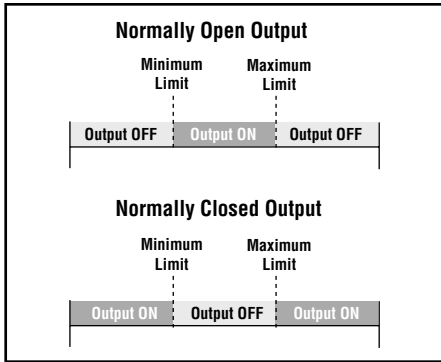 Normally Open Output
Minimum Limit
Maximum Limit
Output OFF
Output ON
Output OFF
Normally Closed Output
Minimum Limit
Maximum Limit
Output ON
Output OFF
Output ON